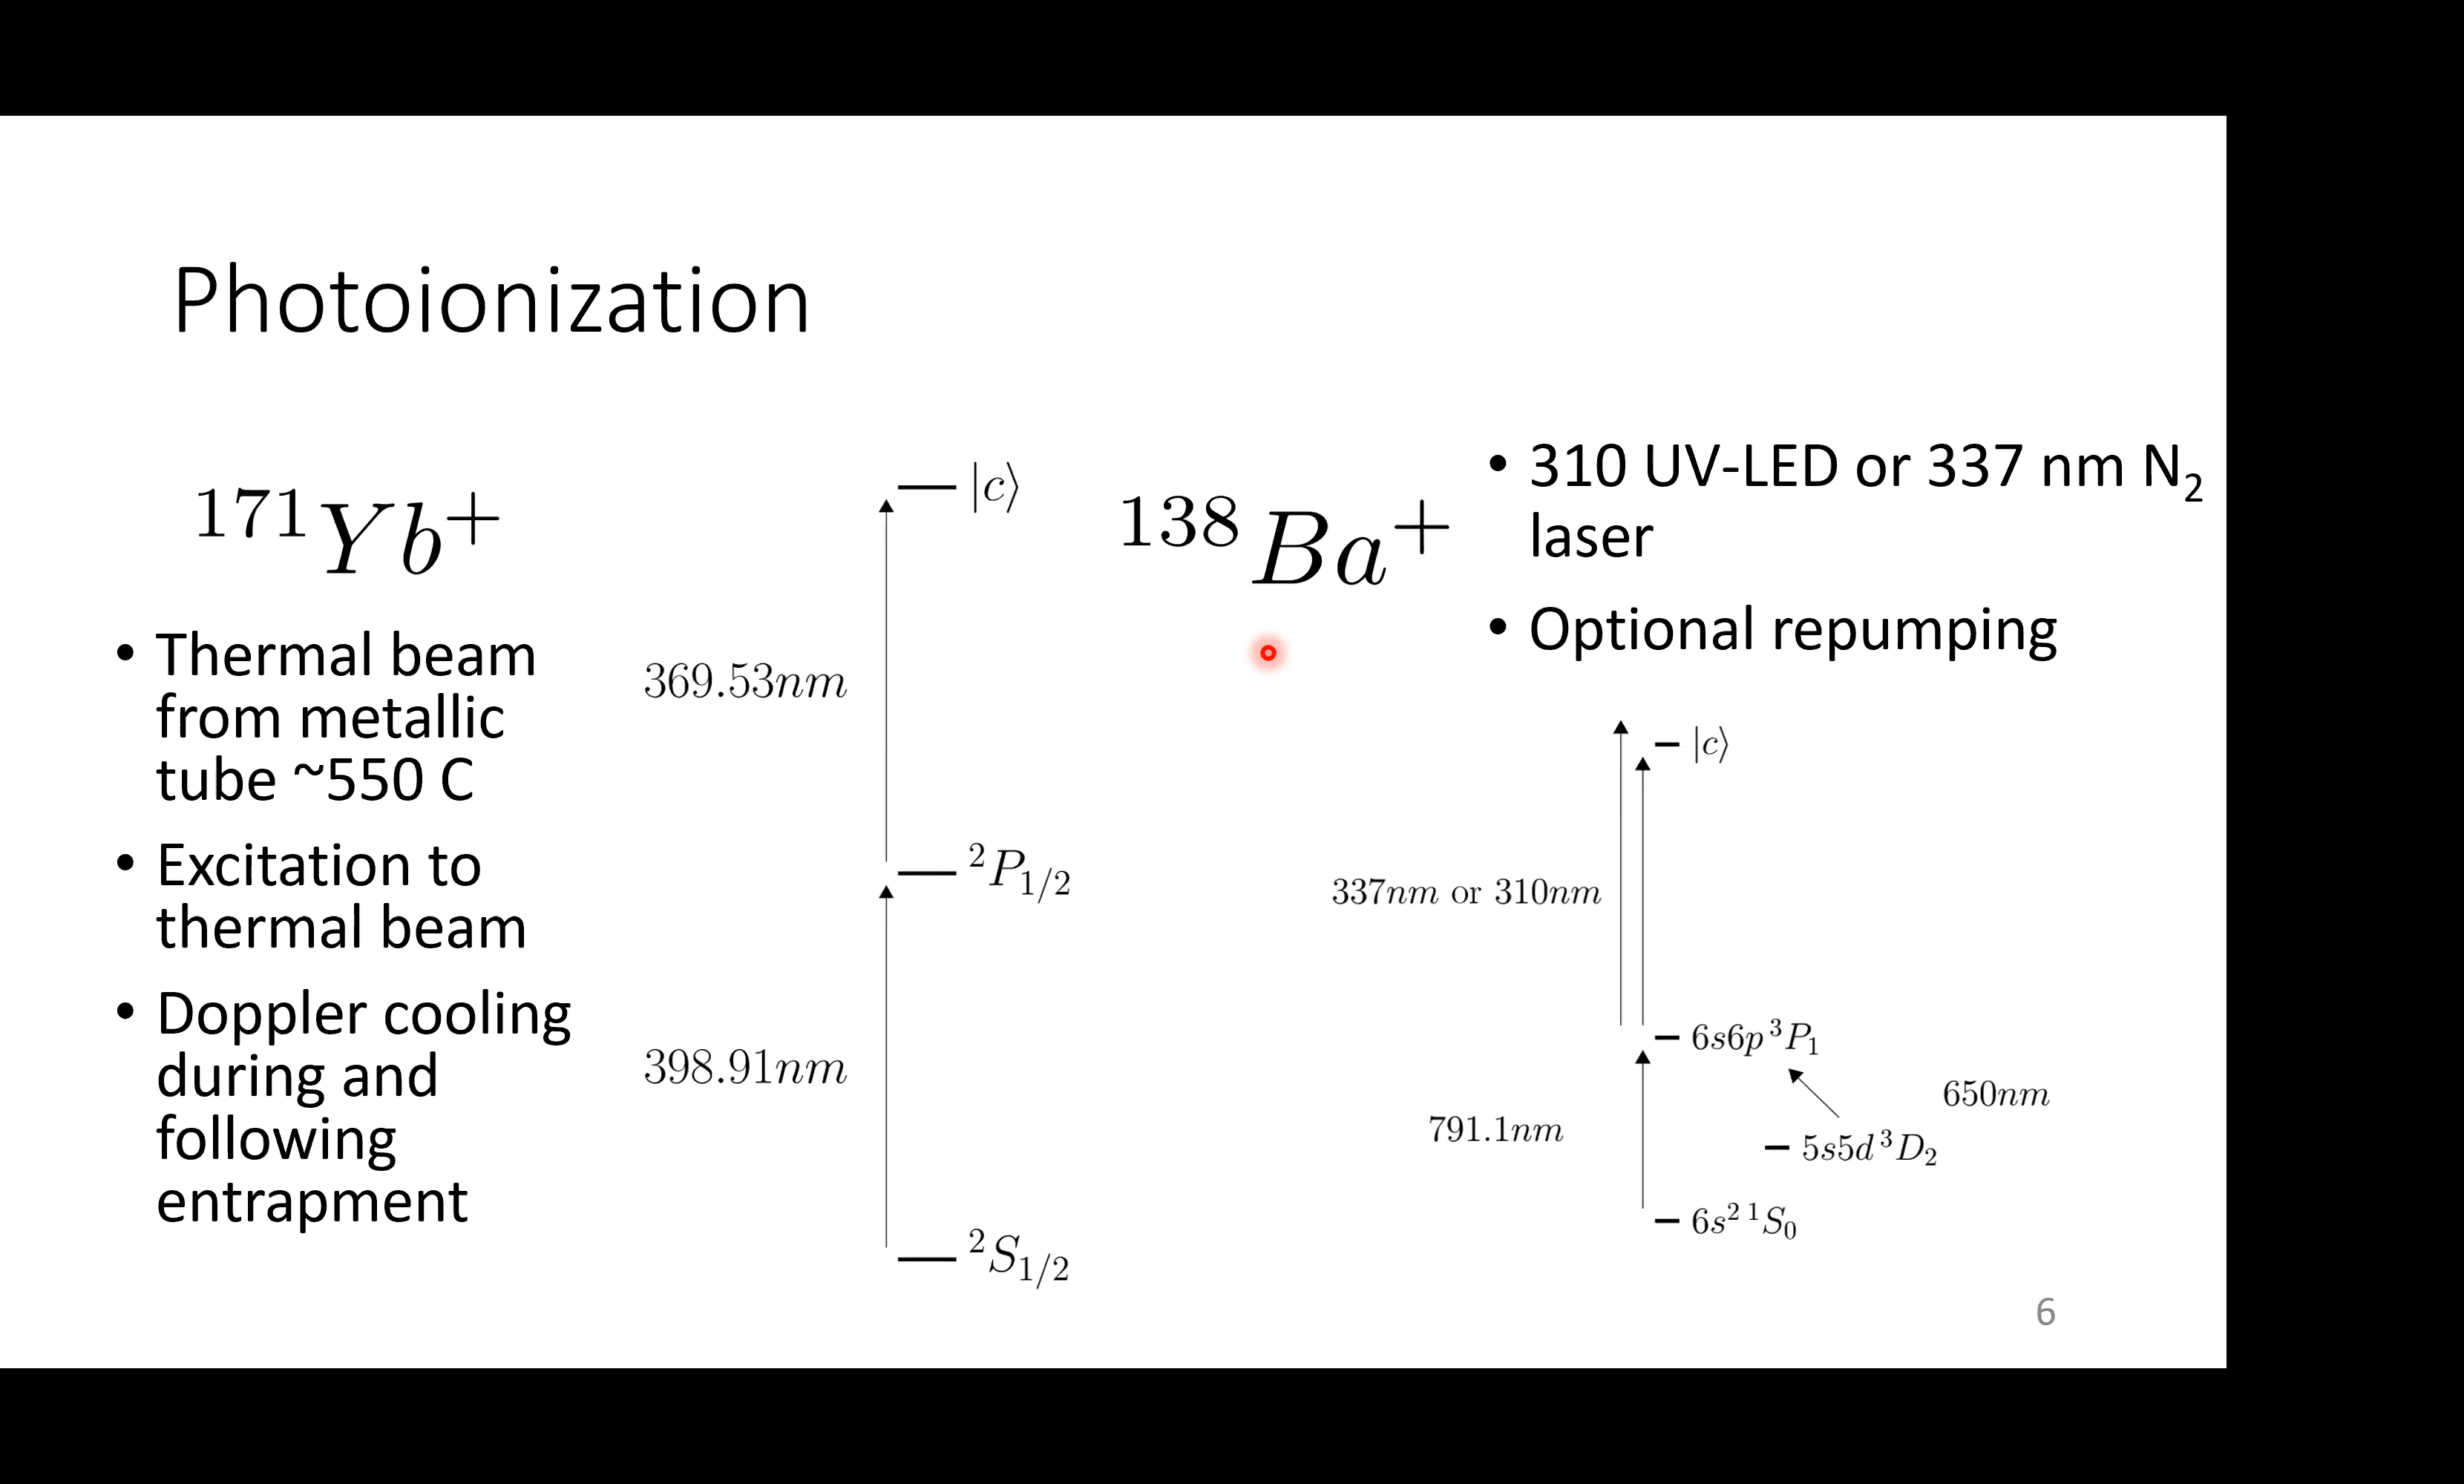 Photoionization
¹⁷¹Yb⁺
• Thermal beam
from metallic
tube ~550 C
• Excitation to
thermal beam
• Doppler cooling
during and
following
entrapment
|c⟩
369.53nm
²P₁/₂
398.91nm
²S₁/₂
¹³⁸Ba⁺
• 310 UV-LED or 337 nm N₂
laser
• Optional repumping
|c⟩
337nm or 310nm
6s6p ³P₁
650nm
791.1nm
5s5d ³D₂
6s² ¹S₀
6